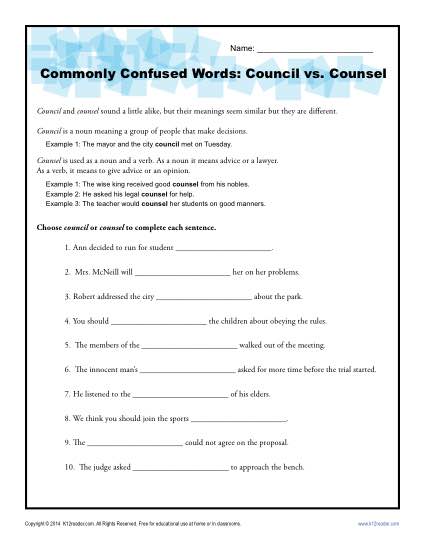 Name: ______________________________
Commonly Confused Words: Council vs. Counsel
Council and counsel sound a little alike, but their meanings seem similar but they are different.
Council is a noun meaning a group of people that make decisions.
Example 1: The mayor and the city council met on Tuesday.
Counsel is used as a noun and a verb. As a noun it means advice or a lawyer.
As a verb, it means to give advice or an opinion.
Example 1: The wise king received good counsel from his nobles.
Example 2: He asked his legal counsel for help.
Example 3: The teacher would counsel her students on good manners.
Choose council or counsel to complete each sentence.
1. Ann decided to run for student _________________________.
2. Mrs. McNeill will _________________________ her on her problems.
3. Robert addressed the city _________________________ about the park.
4. You should _________________________ the children about obeying the rules.
5. The members of the _________________________ walked out of the meeting.
6. The innocent man's _________________________ asked for more time before the trial started.
7. He listened to the _________________________ of his elders.
8. We think you should join the sports _________________________.
9. The _________________________ could not agree on the proposal.
10. The judge asked _________________________ to approach the bench.
Copyright © 2014 K12reader.com. All Rights Reserved. Free for educational use at home or in classrooms. www.k12reader.com